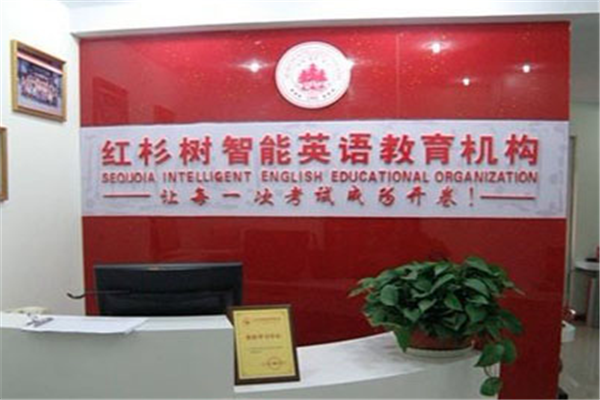 红杉树智能英语教育机构
SEQUOIA INTELLIGENT ENGLISH EDUCATIONAL ORGANIZATION
让每一次考试成为开卷!